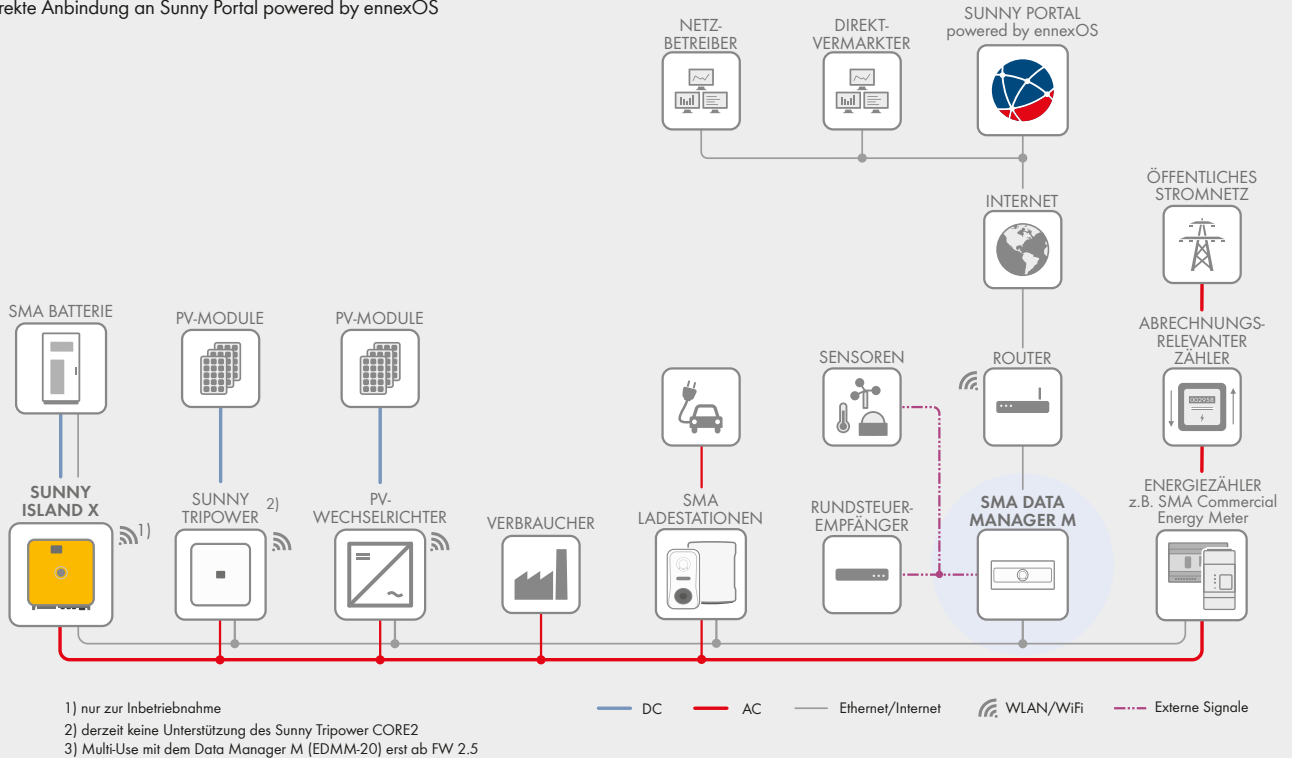 rekte Anbindung an Sunny Portal powered by ennexOS
NETZ-
BETREIBER
DIREKT-
VERMARKTER
SUNNY PORTAL
powered by ennexOS
INTERNET
ÖFFENTLICHES
STROMNETZ
SMA BATTERIE
PV-MODULE
PV-MODULE
SENSOREN
ROUTER
ABRECHNUNGS-
RELEVANTER
ZÄHLER
002958
SUNNY
ISLAND X
1)
SUNNY
TRIPOWER
2)
PV-
WECHSELRICHTER
VERBRAUCHER
SMA
LADESTATIONEN
RUNDSTEUER-
EMPFÄNGER
SMA DATA
MANAGER M
ENERGIEZÄHLER
z.B. SMA Commercial
Energy Meter
1) nur zur Inbetriebnahme
2) derzeit keine Unterstützung des Sunny Tripower CORE2
3) Multi-Use mit dem Data Manager M (EDMM-20) erst ab FW 2.5
DC
AC
Ethernet/Internet
WLAN/WiFi
Externe Signale